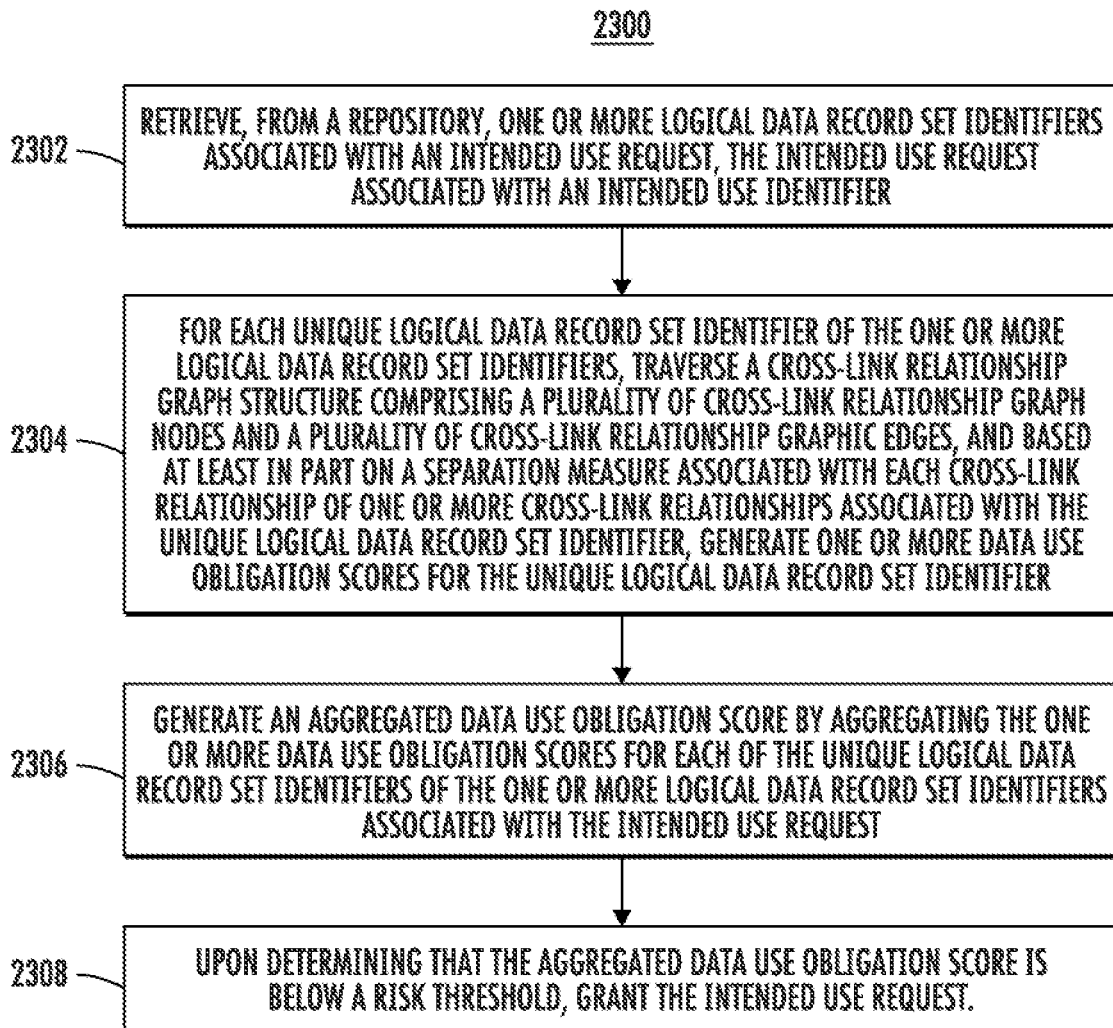 2300
2302
RETRIEVE, FROM A REPOSITORY, ONE OR MORE LOGICAL DATA RECORD SET IDENTIFIERS
ASSOCIATED WITH AN INTENDED USE REQUEST, THE INTENDED USE REQUEST
ASSOCIATED WITH AN INTENDED USE IDENTIFIER
2304
FOR EACH UNIQUE LOGICAL DATA RECORD SET IDENTIFIER OF THE ONE OR MORE
LOGICAL DATA RECORD SET IDENTIFIERS, TRAVERSE A CROSS-LINK RELATIONSHIP
GRAPH STRUCTURE COMPRISING A PLURALITY OF CROSS-LINK RELATIONSHIP GRAPH
NODES AND A PLURALITY OF CROSS-LINK RELATIONSHIP GRAPHIC EDGES, AND BASED
AT LEAST IN PART ON A SEPARATION MEASURE ASSOCIATED WITH EACH CROSS-LINK
RELATIONSHIP OF ONE OR MORE CROSS-LINK RELATIONSHIPS ASSOCIATED WITH THE
UNIQUE LOGICAL DATA RECORD SET IDENTIFIER, GENERATE ONE OR MORE DATA USE
OBLIGATION SCORES FOR THE UNIQUE LOGICAL DATA RECORD SET IDENTIFIER
2306
GENERATE AN AGGREGATED DATA USE OBLIGATION SCORE BY AGGREGATING THE ONE
OR MORE DATA USE OBLIGATION SCORES FOR EACH OF THE UNIQUE LOGICAL DATA
RECORD SET IDENTIFIERS OF THE ONE OR MORE LOGICAL DATA RECORD SET IDENTIFIERS
ASSOCIATED WITH THE INTENDED USE REQUEST
2308
UPON DETERMINING THAT THE AGGREGATED DATA USE OBLIGATION SCORE IS
BELOW A RISK THRESHOLD, GRANT THE INTENDED USE REQUEST.